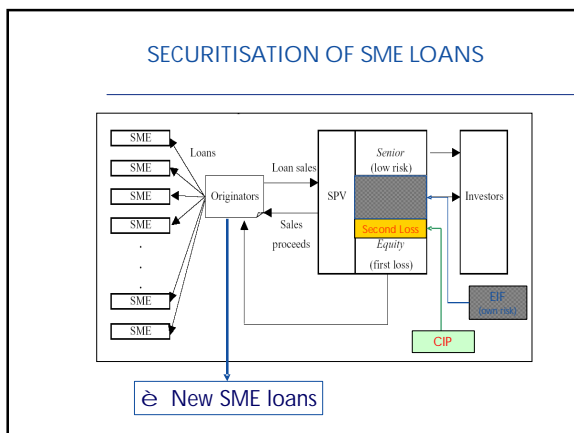 SECURITISATION OF SME LOANS
SME
SME
SME
SME
.
.
.
SME
SME
Loans
Originators
Loan sales
Sales
proceeds
SPV
Senior
(low risk)
Second Loss
Equity
(first loss)
Investors
EIF
(own risk)
CIP
è New SME loans